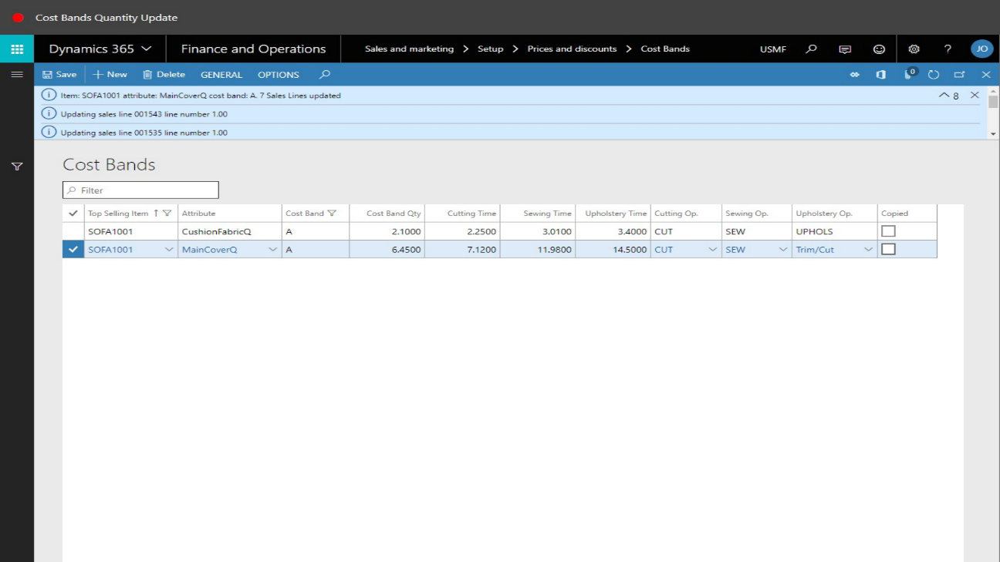 Cost Bands Quantity Update
Dynamics 365 Finance and Operations Sales and marketing > Setup > Prices and discounts > Cost Bands USMF ? JO
Save + New Delete GENERAL OPTIONS 0
Item: SOFA1001 attribute: MainCoverQ cost band: A. 7 Sales Lines updated 8
Updating sales line 001543 line number 1.00
Updating sales line 001535 line number 1.00
Cost Bands
Filter
Top Selling Item ↑ Attribute Cost Band Cost Band Qty Cutting Time Sewing Time Upholstery Time Cutting Op. Sewing Op. Upholstery Op. Copied
SOFA1001 CushionFabricQ A 2.1000 2.2500 3.0100 3.4000 CUT SEW UPHOLS
SOFA1001 MainCoverQ A 6.4500 7.1200 11.9800 14.5000 CUT SEW Trim/Cut